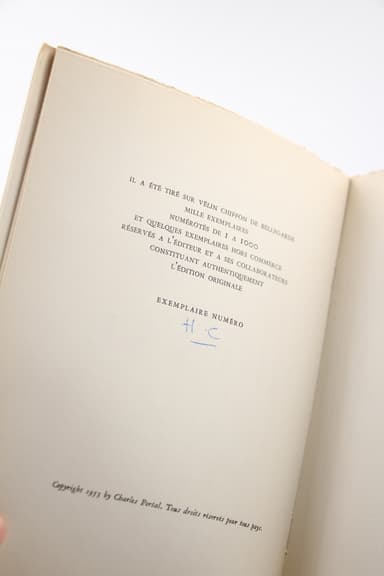 IL A ÉTÉ TIRÉ SUR VÉLIN CHIFFON DE BELLEGARDE
MILLE EXEMPLAIRES
NUMÉROTÉS DE 1 A 1000
ET QUELQUES EXEMPLAIRES HORS COMMERCE
RÉSERVÉS A L'ÉDITEUR ET A SES COLLABORATEURS
CONSTITUANT AUTHENTIQUEMENT
L'ÉDITION ORIGINALE
EXEMPLAIRE NUMÉRO
H C
Copyright 1953 by Charles Portal. Tous droits réservés pour tous pays.